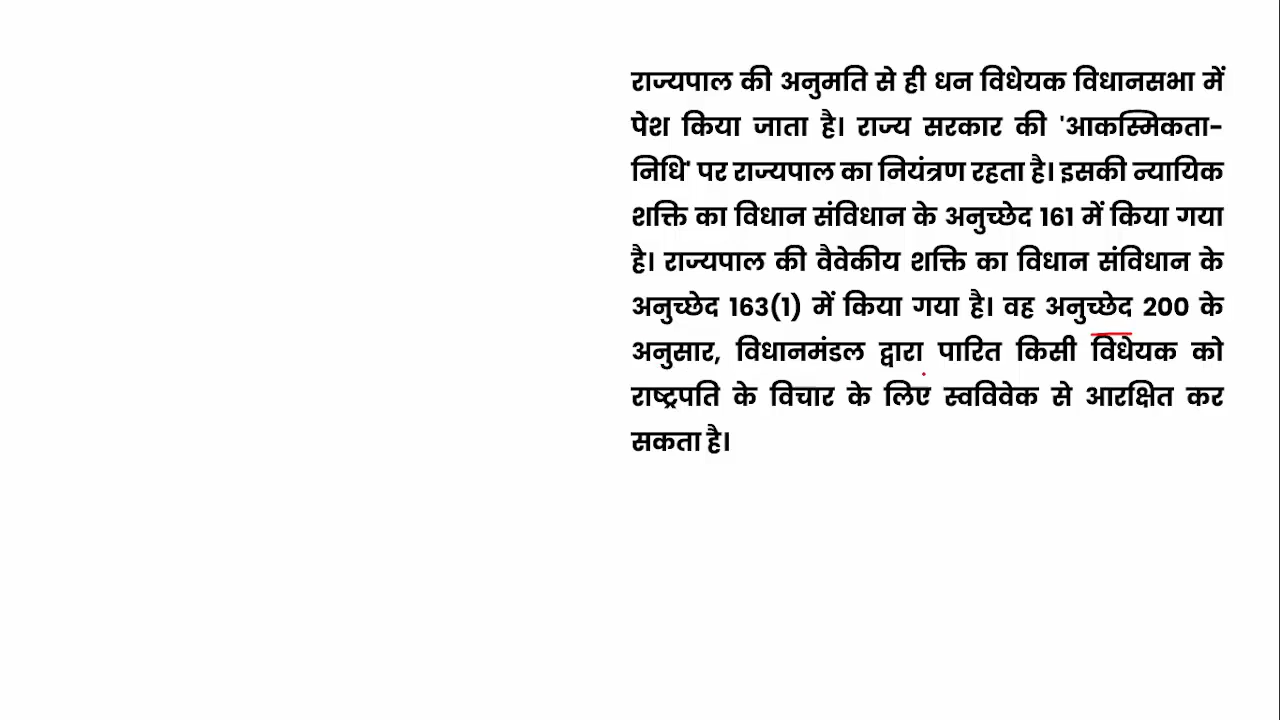 राज्यपाल की अनुमति से ही धन विधेयक विधानसभा में
पेश किया जाता है। राज्य सरकार की 'आकस्मिकता-
निधि' पर राज्यपाल का नियंत्रण रहता है। इसकी न्यायिक
शक्ति का विधान संविधान के अनुच्छेद 161 में किया गया
है। राज्यपाल की वैवेकीय शक्ति का विधान संविधान के
अनुच्छेद 163(1) में किया गया है। वह अनुच्छेद 200 के
अनुसार, विधानमंडल द्वारा पारित किसी विधेयक को
राष्ट्रपति के विचार के लिए स्वविवेक से आरक्षित कर
सकता है।